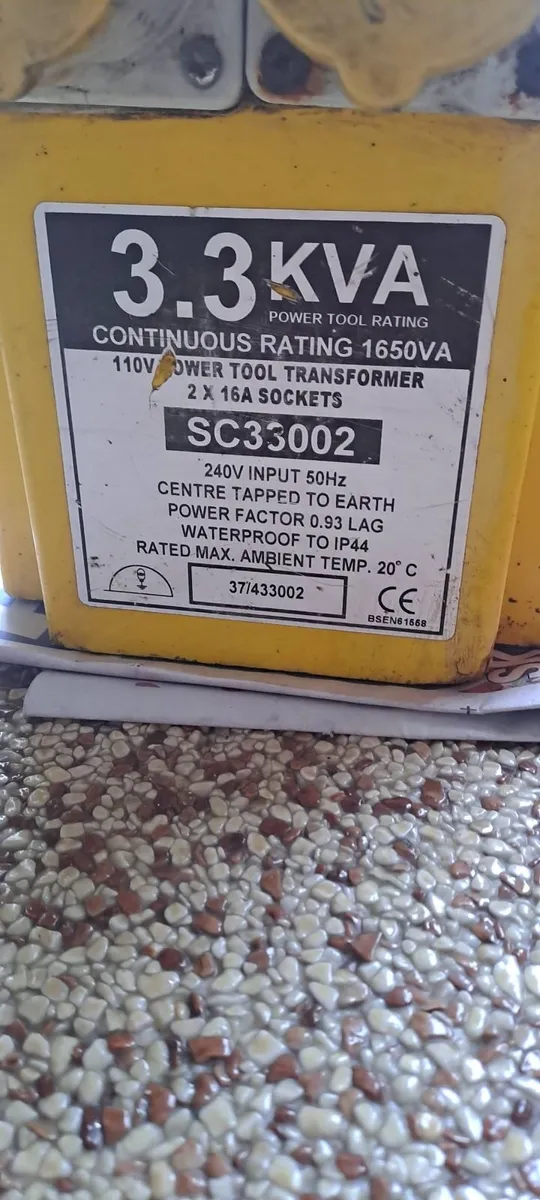 3.3 KVA
POWER TOOL RATING
CONTINUOUS RATING 1650VA
110V POWER TOOL TRANSFORMER
2 X 16A SOCKETS
SC33002
240V INPUT 50Hz
CENTRE TAPPED TO EARTH
POWER FACTOR 0.93 LAG
WATERPROOF TO IP44
RATED MAX. AMBIENT TEMP. 20°C
37/433002
CE
BSEN61558